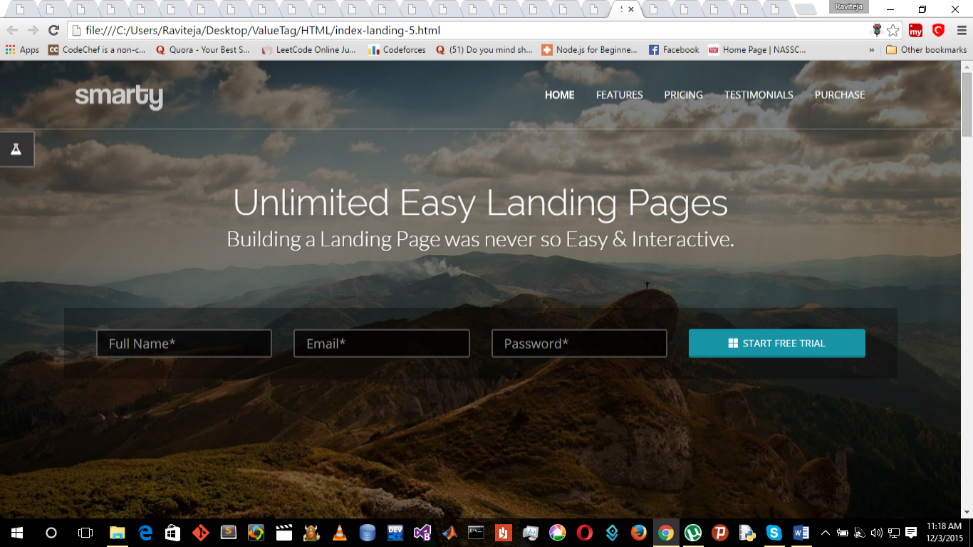 Raviteja
file:///C:/Users/Raviteja/Desktop/ValueTag/HTML/index-landing-5.html
Apps CodeChef is a non-c... Quora - Your Best S... LeetCode Online Ju... Codeforces (51) Do you mind sh... Node.js for Beginne... Facebook Home Page | NASSC... » Other bookmarks
smarty
HOME FEATURES PRICING TESTIMONIALS PURCHASE
Unlimited Easy Landing Pages
Building a Landing Page was never so Easy & Interactive.
Full Name* Email* Password* START FREE TRIAL
11:18 AM
12/3/2015